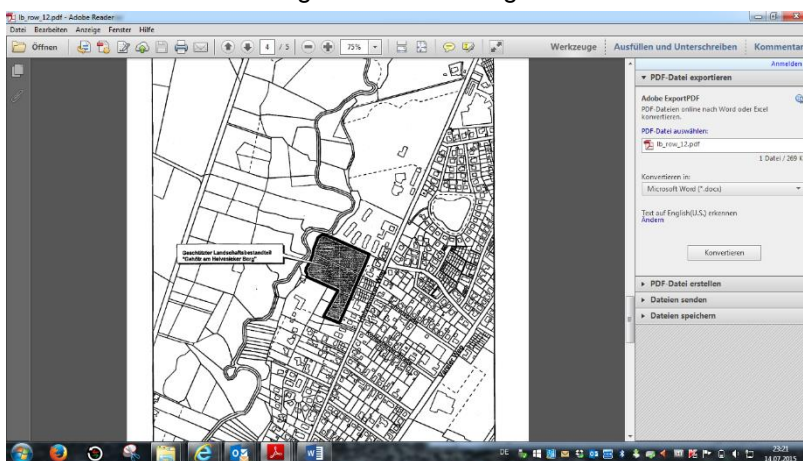 lb_row_12.pdf - Adobe Reader
Datei Bearbeiten Anzeige Fenster Hilfe
Öffnen
4 / 5
75%
Werkzeuge
Ausfüllen und Unterschreiben
Kommentar
Anmelden
PDF-Datei exportieren
Adobe ExportPDF
PDF-Dateien online nach Word oder Excel
konvertieren.
PDF-Datei auswählen:
lb_row_12.pdf
1 Datei / 269 K
Konvertieren in:
Microsoft Word (*.docx)
Text auf English(U.S.) erkennen
Ändern
Konvertieren
PDF-Datei erstellen
Dateien senden
Dateien speichern
Geschützter Landschaftsbestandteil
"Gehölz am Helvesieker Berg"
DE
23:21
14.07.2015